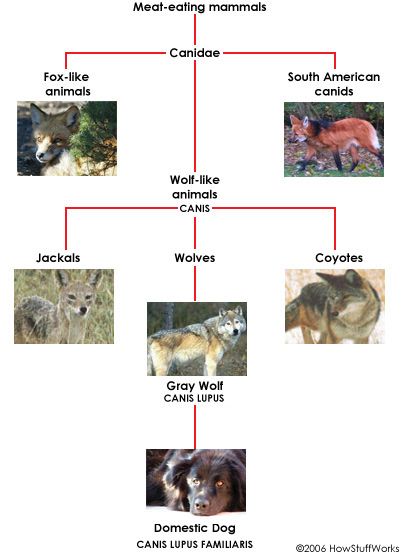 Meat-eating mammals
Canidae
Fox-like
animals
South American
canids
Wolf-like
animals
CANIS
Jackals
Wolves
Coyotes
Gray Wolf
CANIS LUPUS
Domestic Dog
CANIS LUPUS FAMILIARIS
©2006 HowStuffWorks